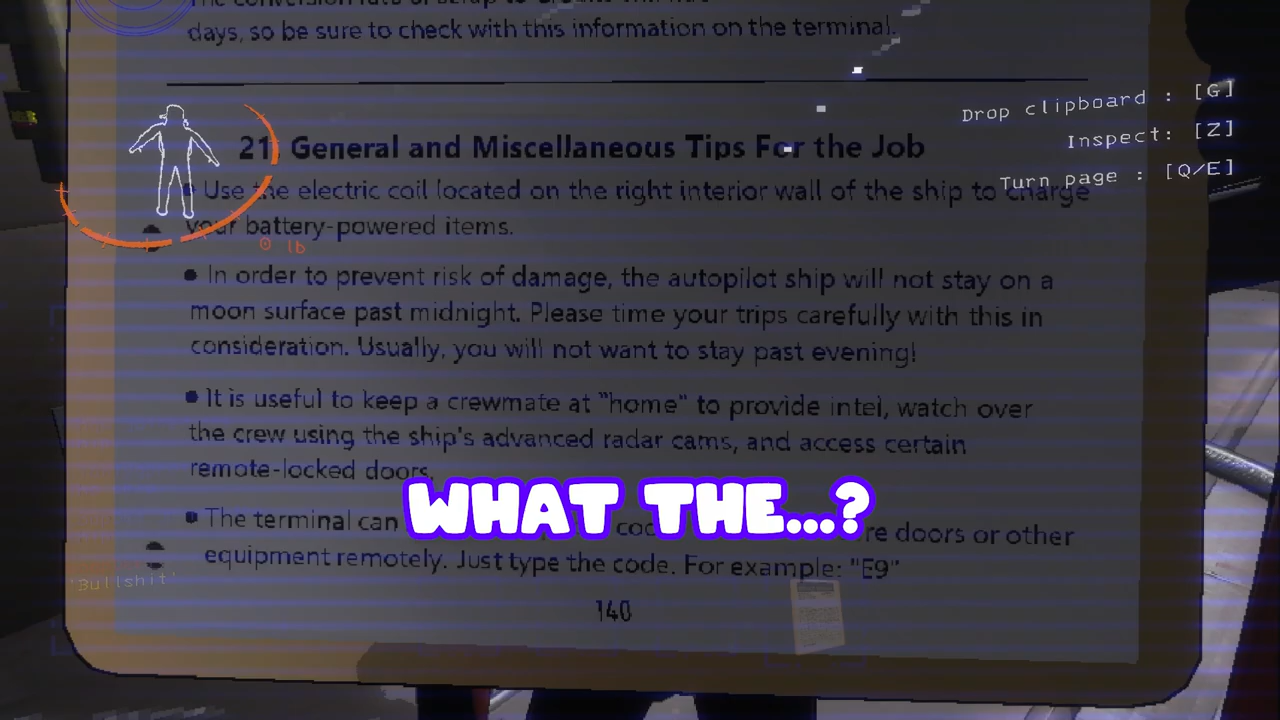 days, so be sure to check with this information on the terminal.
Drop clipboard : [G]
Inspect: [Z]
Turn page : [Q/E]
21. General and Miscellaneous Tips For the Job
Use the electric coil located on the right interior wall of the ship to charge
your battery-powered items.
0 lb
In order to prevent risk of damage, the autopilot ship will not stay on a
moon surface past midnight. Please time your trips carefully with this in
consideration. Usually, you will not want to stay past evening!
It is useful to keep a crewmate at "home" to provide intel, watch over
the crew using the ship's advanced radar cams, and access certain
remote-locked doors.
WHAT THE...?
The terminal can doors or other
equipment remotely. Just type the code. For example: "E9"
'Bullshit'
140